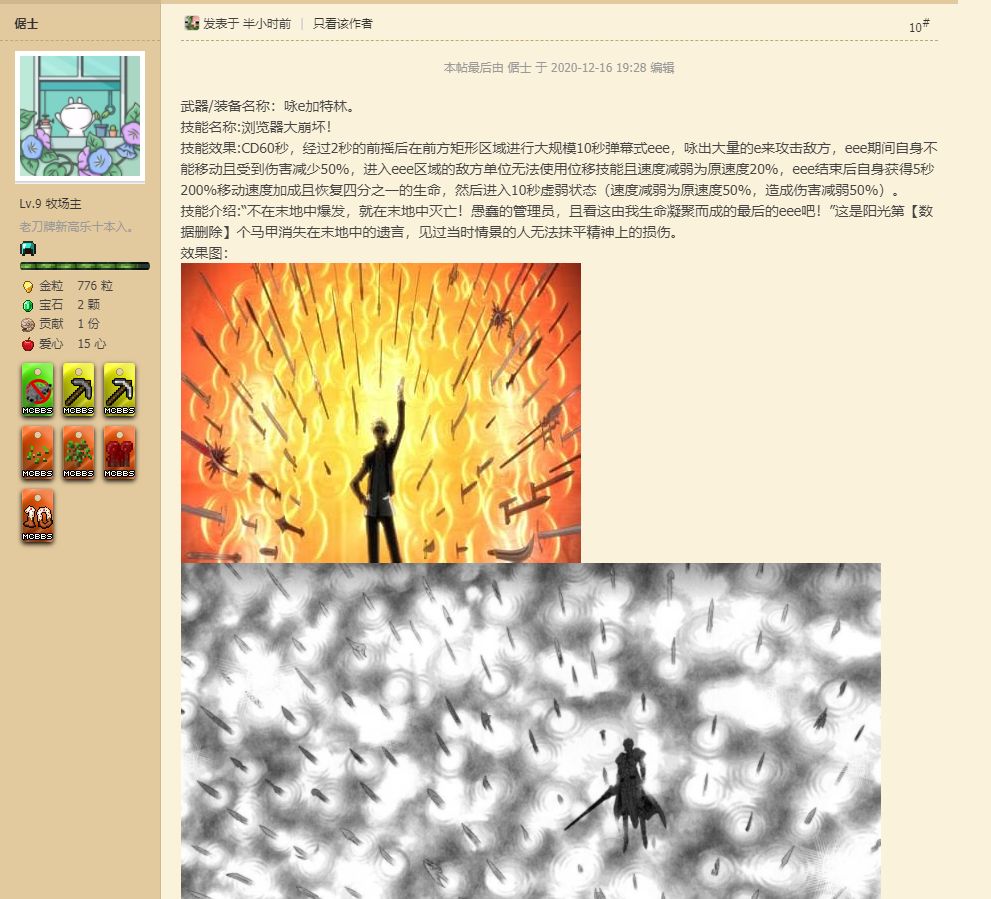 倨士
发表于 半小时前 | 只看该作者
10#
本帖最后由 倨士 于 2020-12-16 19:28 编辑
武器/装备名称：咏e加特林。
技能名称:浏览器大崩坏！
技能效果:CD60秒，经过2秒的前摇后在前方矩形区域进行大规模10秒弹幕式eee，咏出大量的e来攻击敌方，eee期间自身不
能移动且受到伤害减少50%，进入eee区域的敌方单位无法使用位移技能且速度减弱为原速度20%，eee结束后自身获得5秒
200%移动速度加成且恢复四分之一的生命，然后进入10秒虚弱状态（速度减弱为原速度50%，造成伤害减弱50%）。
技能介绍:“不在末地中爆发，就在末地中灭亡！愚蠢的管理员，且看这由我生命凝聚而成的最后的eee吧！”这是阳光第【数
据删除】个马甲消失在末地中的遗言，见过当时情景的人无法抹平精神上的损伤。
效果图：
Lv.9 牧场主
老刀牌新高乐十本入。
金粒 776 粒
宝石 2 颗
贡献 1 份
爱心 15 心
MCBBS MCBBS MCBBS
MCBBS MCBBS MCBBS
10
MCBBS